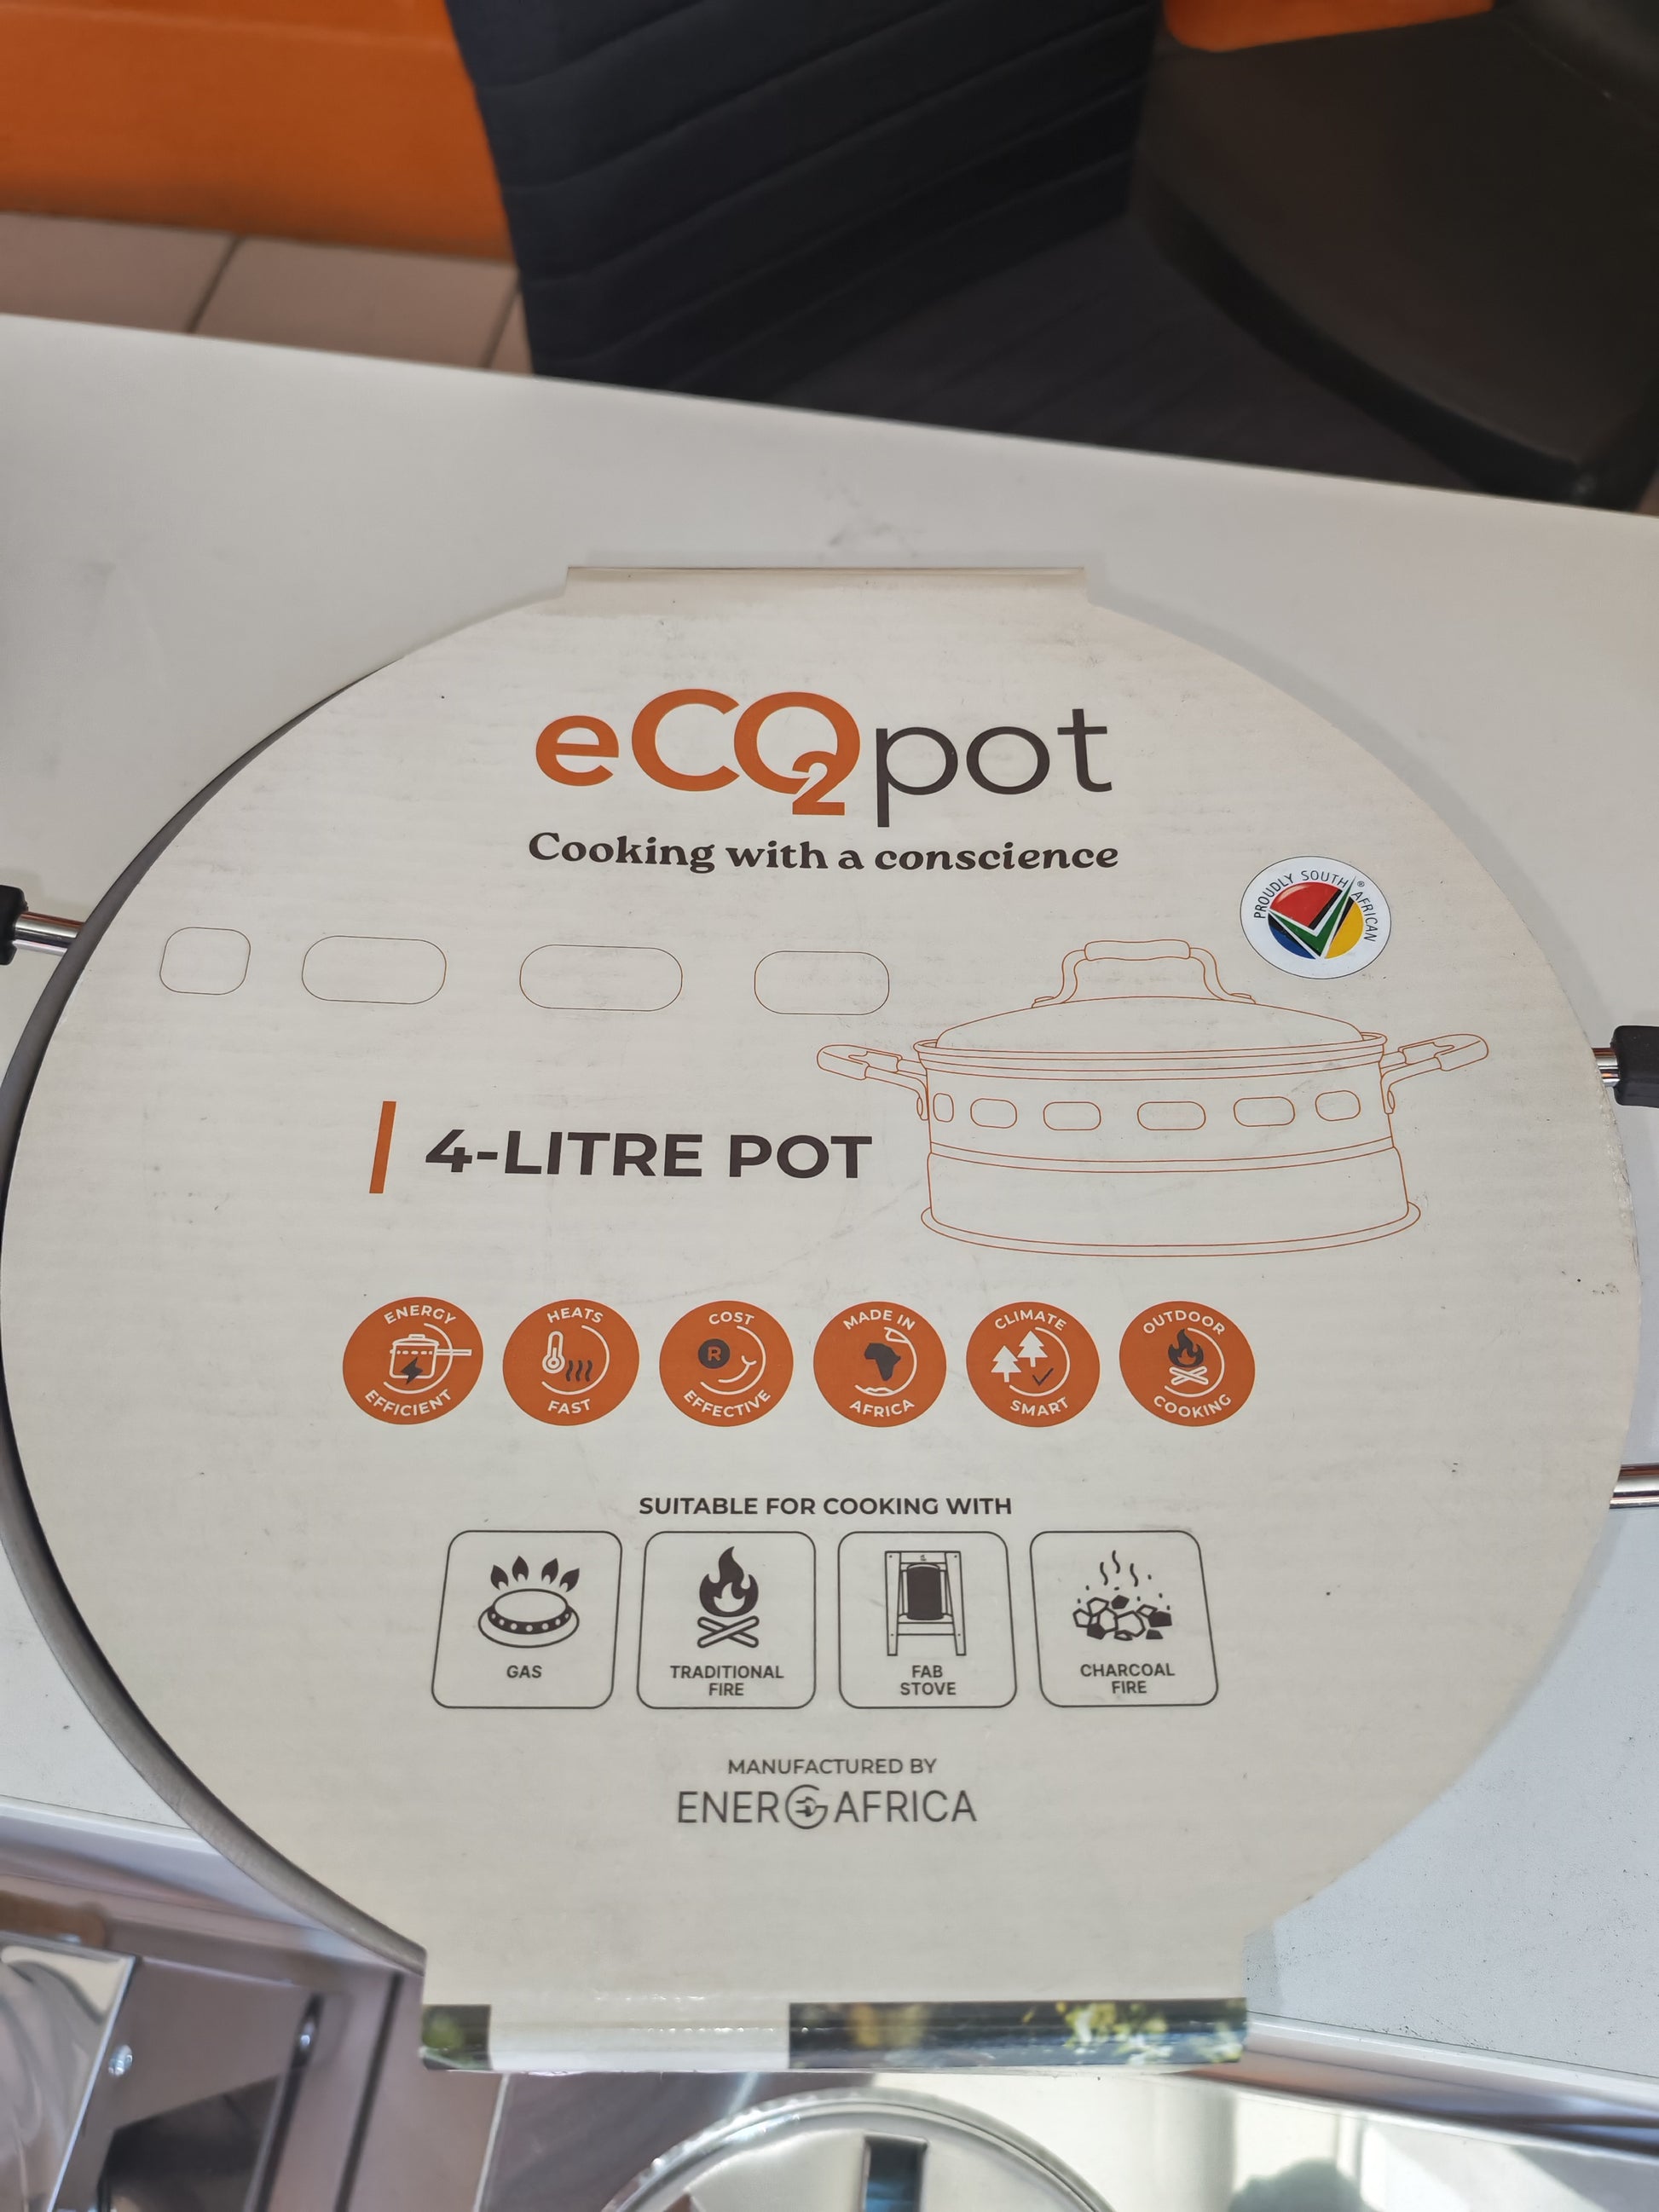 eCO2pot
Cooking with a conscience
PROUDLY SOUTH AFRICAN®
4-LITRE POT
ENERGY EFFICIENT
HEATS FAST
COST R EFFECTIVE
MADE IN AFRICA
CLIMATE SMART
OUTDOOR COOKING
SUITABLE FOR COOKING WITH
GAS
TRADITIONAL
FIRE
FAB
STOVE
CHARCOAL
FIRE
MANUFACTURED BY
ENERGAFRICA